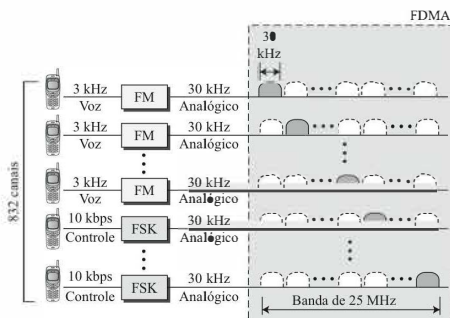 FDMA
30
kHz
832 canais
3 kHz
Voz
FM
30 kHz
Analógico
3 kHz
Voz
FM
30 kHz
Analógico
3 kHz
Voz
FM
30 kHz
Analógico
10 kbps
Controle
FSK
30 kHz
Analógico
10 kbps
Controle
FSK
30 kHz
Analógico
Banda de 25 MHz